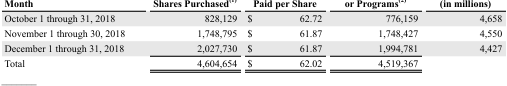 Month Shares Purchased(1) Paid per Share or Programs(2) (in millions)
October 1 through 31, 2018 828,129 $ 62.72 776,159 4,658
November 1 through 30, 2018 1,748,795 $ 61.87 1,748,427 4,550
December 1 through 31, 2018 2,027,730 $ 61.87 1,994,781 4,427
Total 4,604,654 $ 62.02 4,519,367